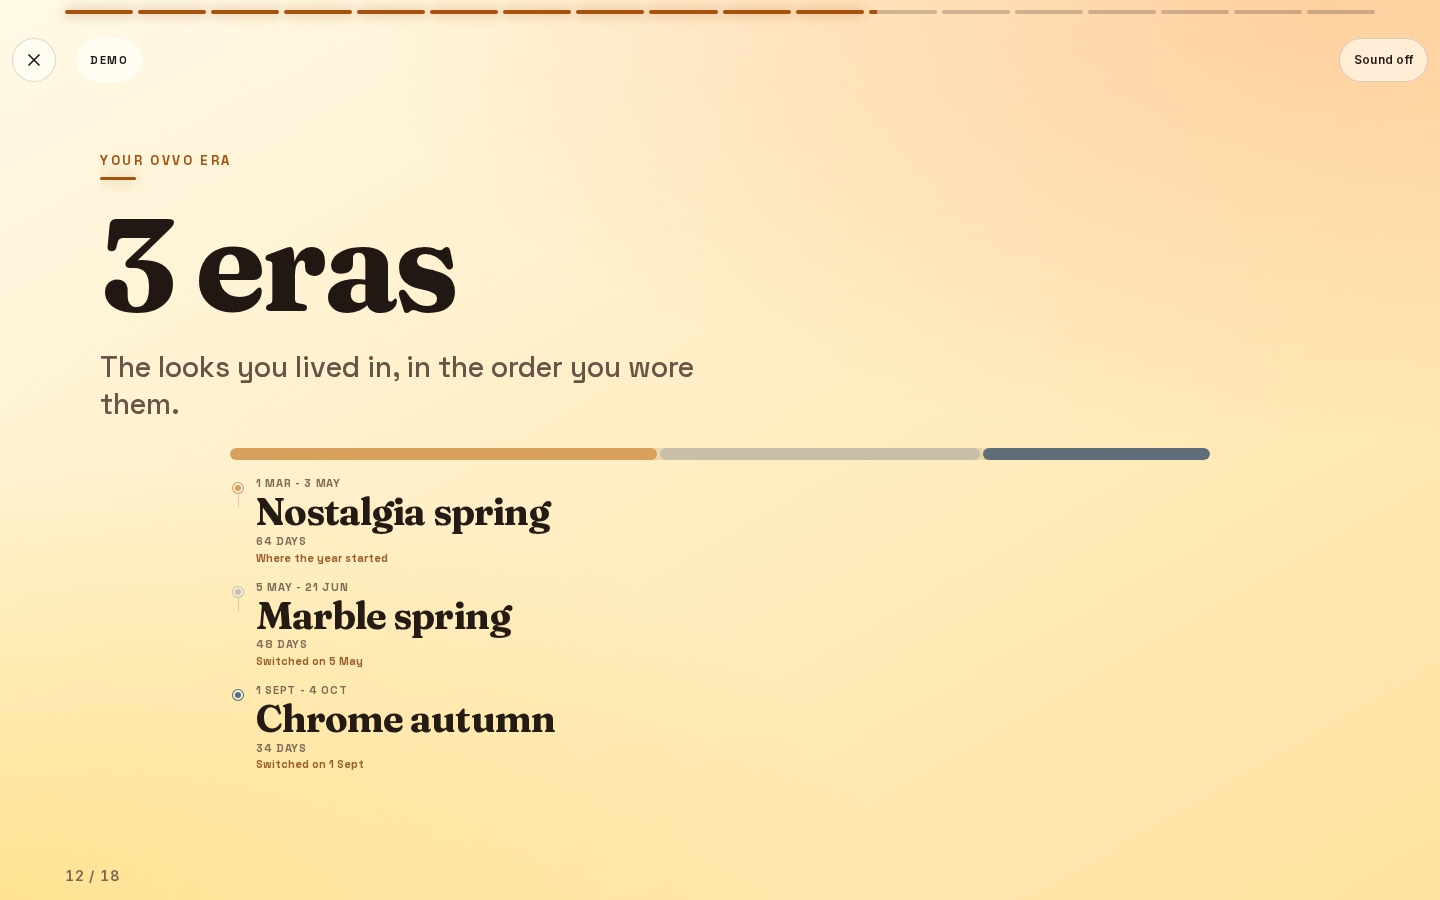 DEMO
Sound off
YOUR OVVO ERA
3 eras
The looks you lived in, in the order you wore
them.
1 MAR - 3 MAY
Nostalgia spring
64 DAYS
Where the year started
5 MAY - 21 JUN
Marble spring
48 DAYS
Switched on 5 May
1 SEPT - 4 OCT
Chrome autumn
34 DAYS
Switched on 1 Sept
12 / 18